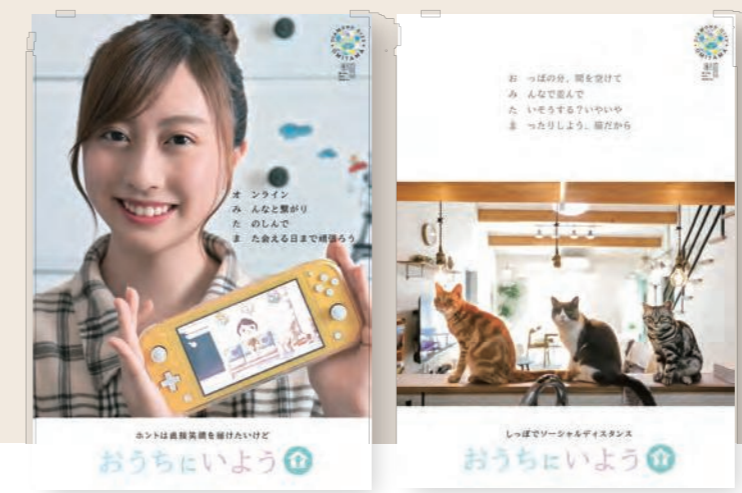 オ ンライン
み んなと繋がり
た のしんで
ま た会える日まで頑張ろう
ホントは直接笑顔を届けたいけど
おうちにいよう
お っぽの分、間を空けて
み んなで並んで
た いそうする?いやいや
ま ったりしよう、猫だから
しっぽでソーシャルディスタンス
おうちにいよう